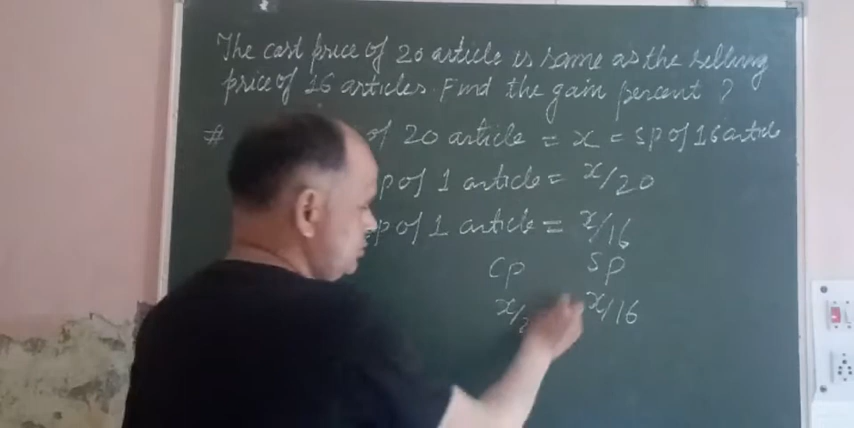 The cost price of 20 article is same as the selling
price of 16 articles. Find the gain percent ?
# of 20 article = x = SP of 16 article
p of 1 article = x/20
sp of 1 article = x/16
CP SP
x/ x/16